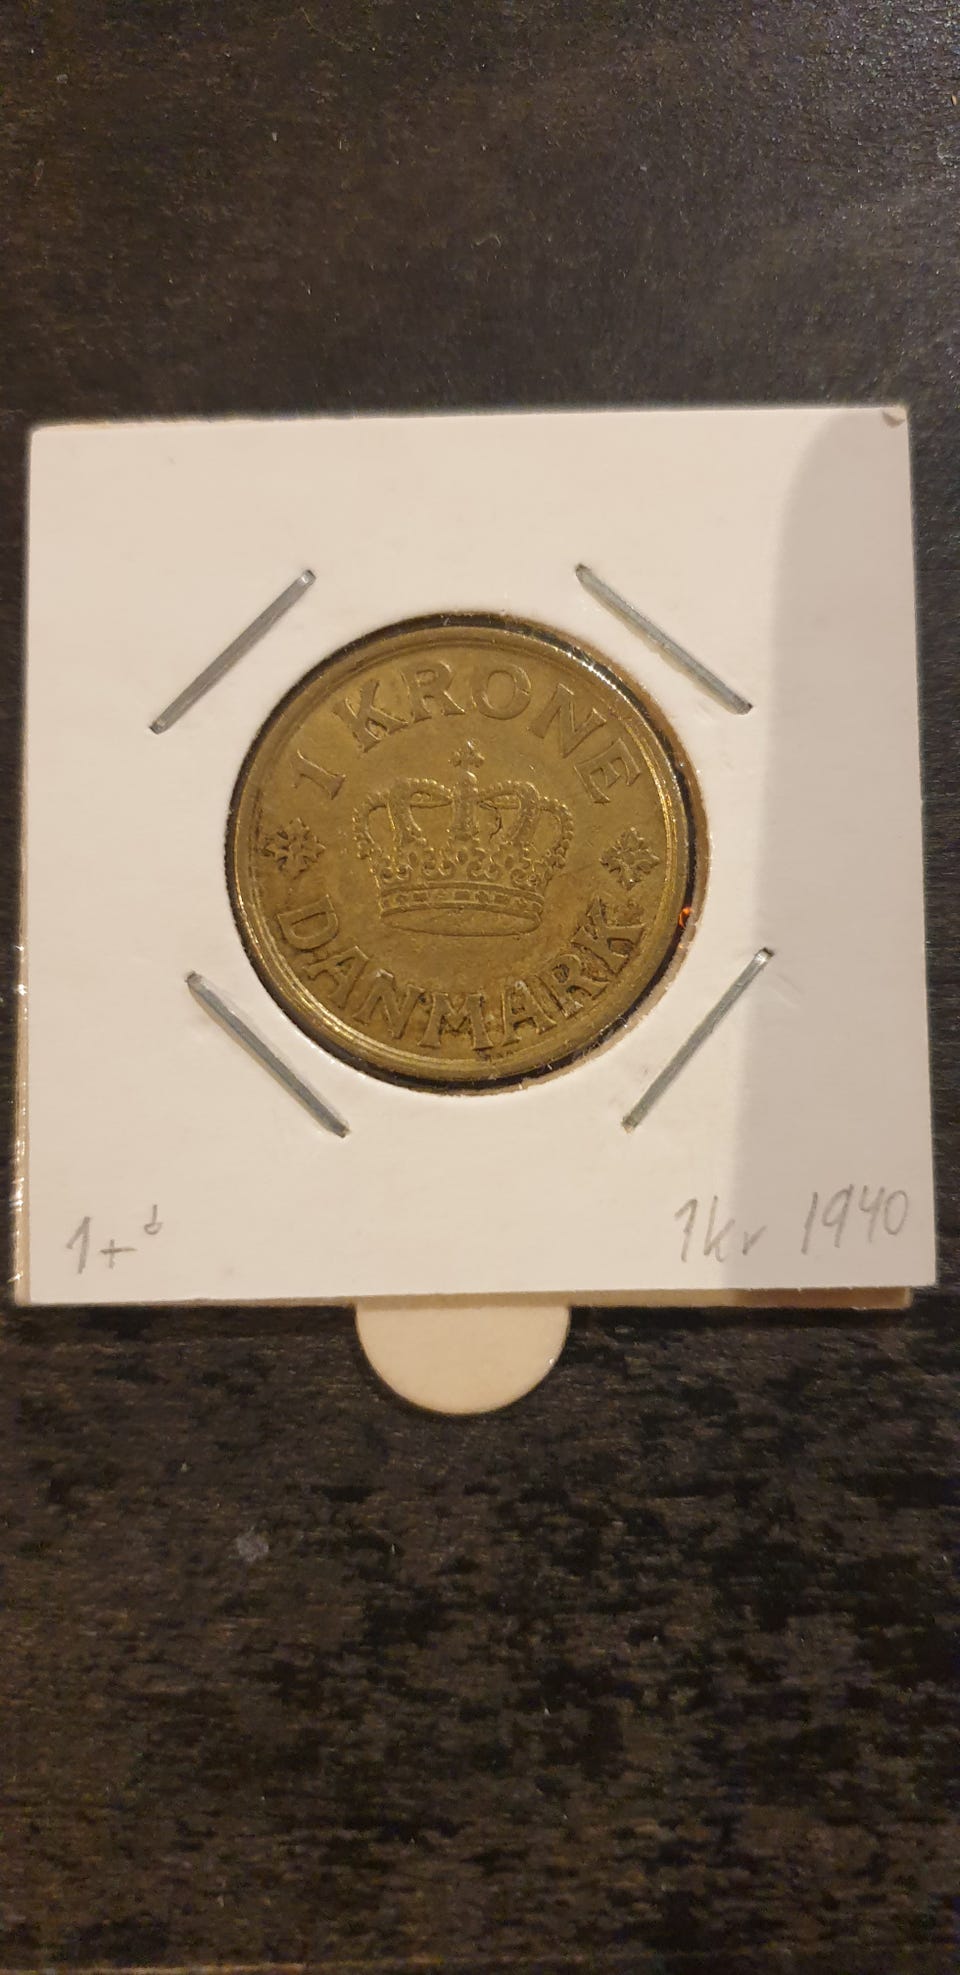 1 KRONE
DANMARK
1+
1kr 1940